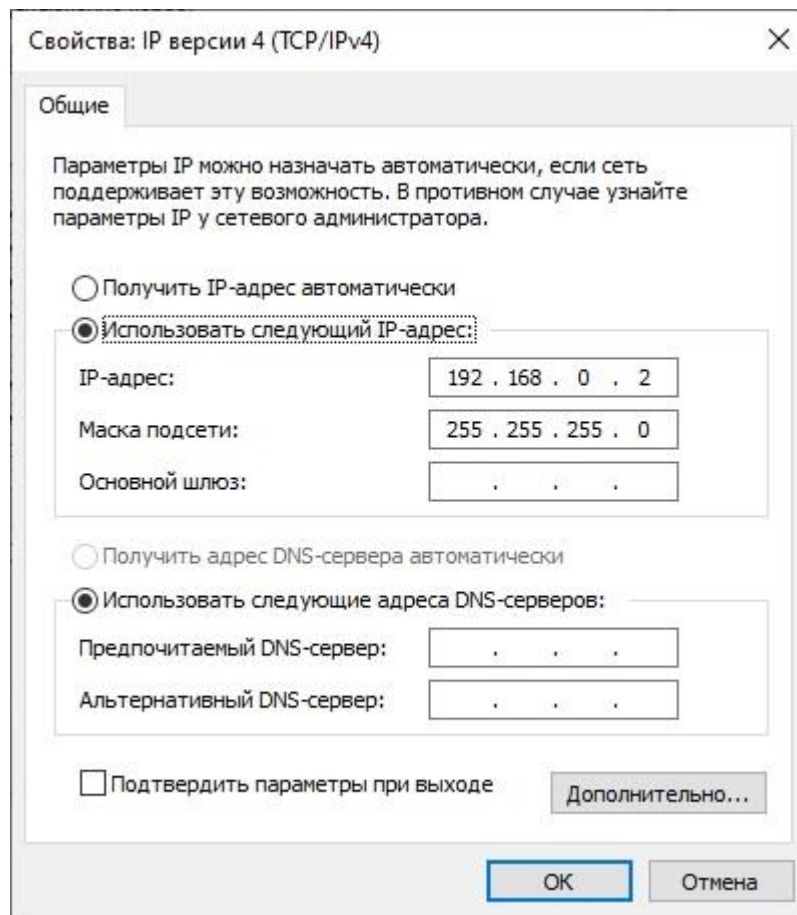 Свойства: IP версии 4 (TCP/IPv4)
Общие
Параметры IP можно назначать автоматически, если сеть
поддерживает эту возможность. В противном случае узнайте
параметры IP у сетевого администратора.
Получить IP-адрес автоматически
Использовать следующий IP-адрес:
IP-адрес: 192 . 168 . 0 . 2
Маска подсети: 255 . 255 . 255 . 0
Основной шлюз: . . .
Получить адрес DNS-сервера автоматически
Использовать следующие адреса DNS-серверов:
Предпочитаемый DNS-сервер: . . .
Альтернативный DNS-сервер: . . .
Подтвердить параметры при выходе
Дополнительно...
OK Отмена